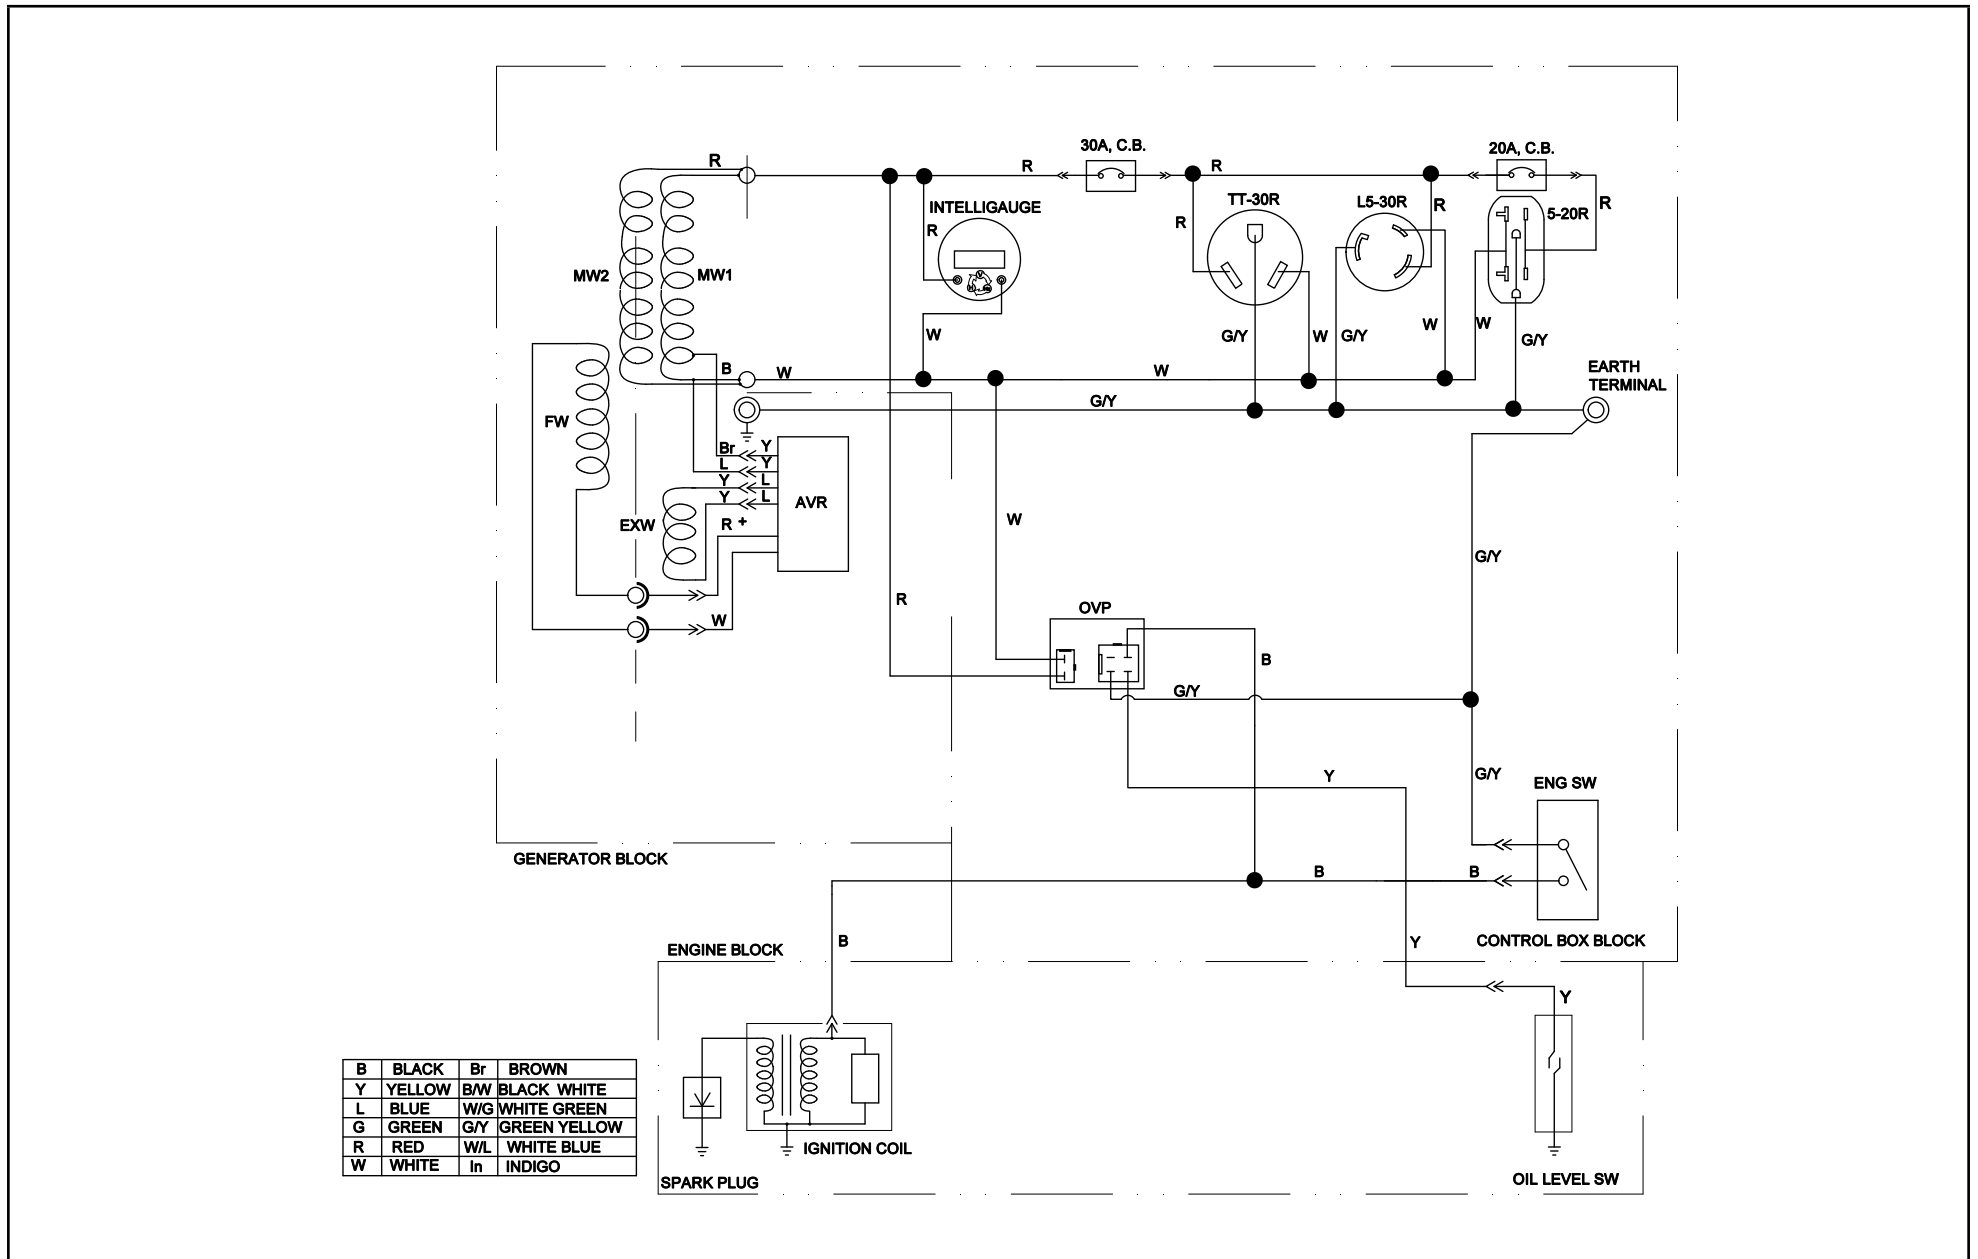 30A, C.B.
20A, C.B.
R
R
R
TT-30R
L5-30R
R
INTELLIGAUGE
R
R
R
5-20R
V
H
Hz
MW2
MW1
W
G/Y
W
G/Y
W
W
G/Y
B
W
W
EARTH
TERMINAL
G/Y
FW
Br
Y
L
Y
Y
L
Y
L
AVR
EXW
R
+
W
G/Y
R
OVP
W
B
G/Y
Y
G/Y
ENG SW
GENERATOR BLOCK
B
B
B
Y
CONTROL BOX BLOCK
ENGINE BLOCK
Y
IGNITION COIL
SPARK PLUG
OIL LEVEL SW
B BLACK Br BROWN
Y YELLOW B/W BLACK WHITE
L BLUE W/G WHITE GREEN
G GREEN G/Y GREEN YELLOW
R RED W/L WHITE BLUE
W WHITE In INDIGO